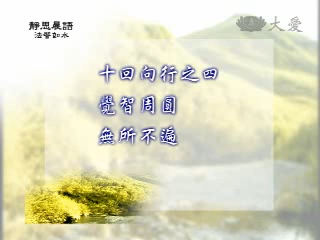 靜思晨語
法譬如水
大愛
十回向行之四
覺智周圓
無所不遍